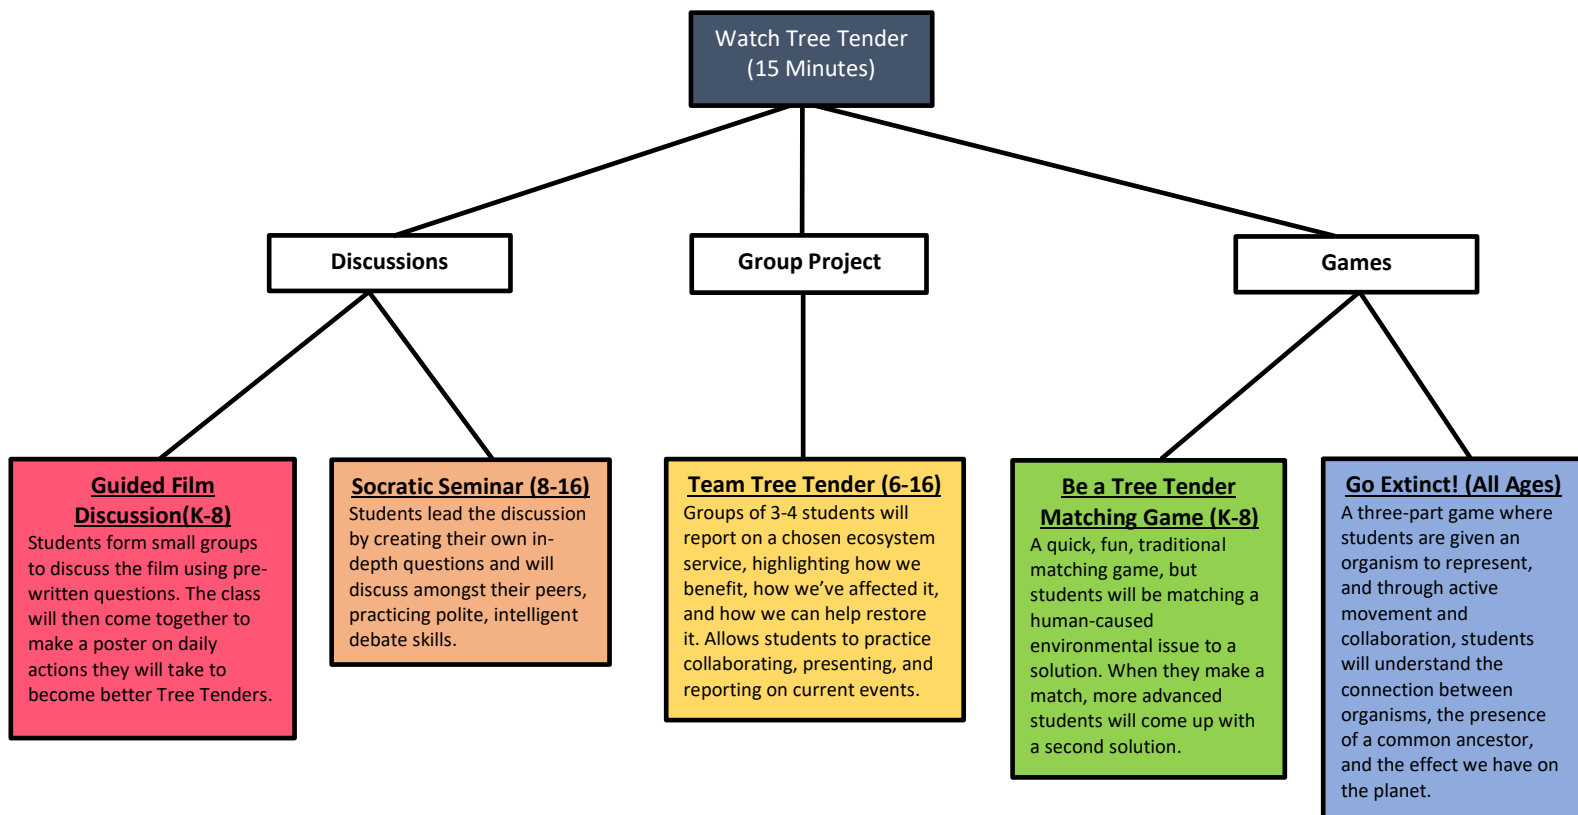 Watch Tree Tender
(15 Minutes)
Discussions
Group Project
Games
Guided Film
Discussion(K-8)
Students form small groups
to discuss the film using pre-
written questions. The class
will then come together to
make a poster on daily
actions they will take to
become better Tree Tenders.
Socratic Seminar (8-16)
Students lead the discussion
by creating their own in-
depth questions and will
discuss amongst their peers,
practicing polite, intelligent
debate skills.
Team Tree Tender (6-16)
Groups of 3-4 students will
report on a chosen ecosystem
service, highlighting how we
benefit, how we’ve affected it,
and how we can help restore
it. Allows students to practice
collaborating, presenting, and
reporting on current events.
Be a Tree Tender
Matching Game (K-8)
A quick, fun, traditional
matching game, but
students will be matching a
human-caused
environmental issue to a
solution. When they make a
match, more advanced
students will come up with
a second solution.
Go Extinct! (All Ages)
A three-part game where
students are given an
organism to represent,
and through active
movement and
collaboration, students
will understand the
connection between
organisms, the presence
of a common ancestor,
and the effect we have on
the planet.